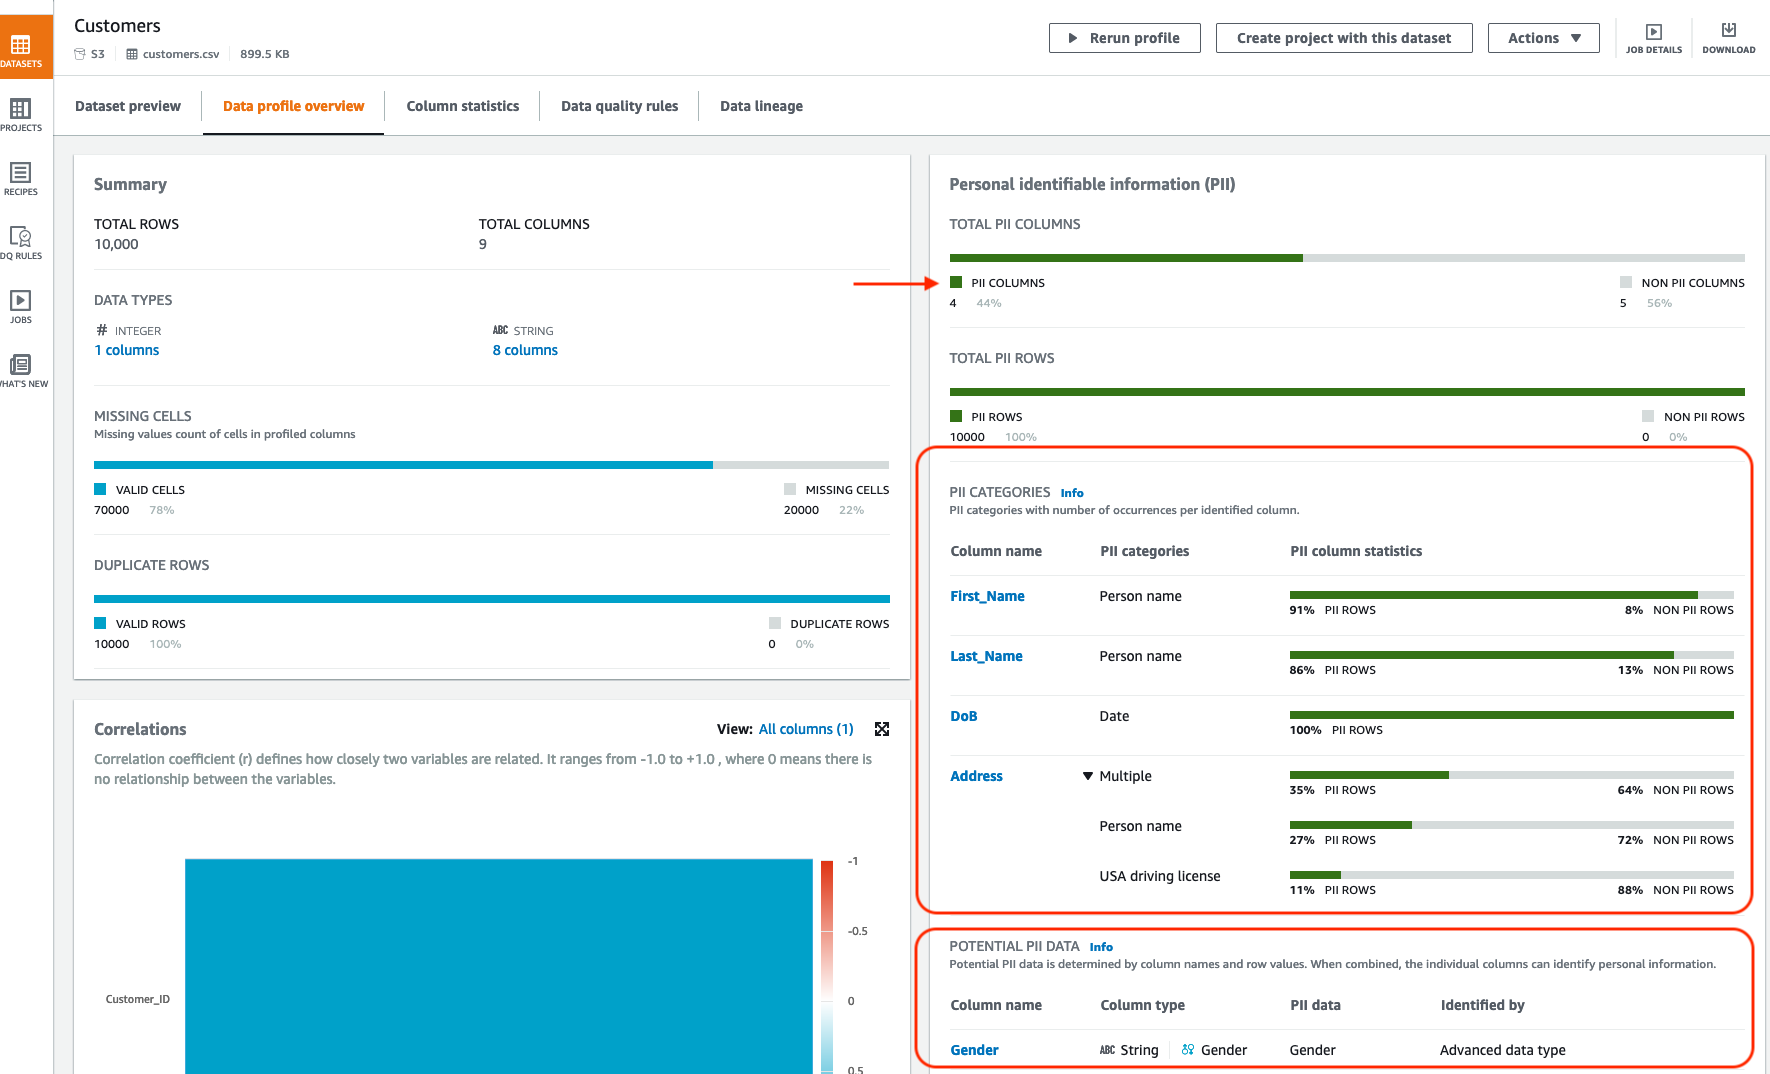 Customers
S3
customers.csv
899.5 KB
Rerun profile
Create project with this dataset
Actions
JOB DETAILS
DOWNLOAD
DATASETS
PROJECTS
RECIPES
DQ RULES
JOBS
HAT'S NEW
Dataset preview
Data profile overview
Column statistics
Data quality rules
Data lineage
Summary
TOTAL ROWS
10,000
TOTAL COLUMNS
9
DATA TYPES
# INTEGER
1 columns
ABC STRING
8 columns
MISSING CELLS
Missing values count of cells in profiled columns
VALID CELLS
70000 78%
MISSING CELLS
20000 22%
DUPLICATE ROWS
VALID ROWS
10000 100%
DUPLICATE ROWS
0 0%
Correlations
View: All columns (1)
Correlation coefficient (r) defines how closely two variables are related. It ranges from -1.0 to +1.0 , where 0 means there is
no relationship between the variables.
Customer_ID
-1
-0.5
0
0.5
Personal identifiable information (PII)
TOTAL PII COLUMNS
PII COLUMNS
4 44%
NON PII COLUMNS
5 56%
TOTAL PII ROWS
PII ROWS
10000 100%
NON PII ROWS
0 0%
PII CATEGORIES Info
PII categories with number of occurrences per identified column.
Column name PII categories PII column statistics
First_Name Person name
91% PII ROWS 8% NON PII ROWS
Last_Name Person name
86% PII ROWS 13% NON PII ROWS
DoB Date
100% PII ROWS
Address Multiple
35% PII ROWS 64% NON PII ROWS
Person name
27% PII ROWS 72% NON PII ROWS
USA driving license
11% PII ROWS 88% NON PII ROWS
POTENTIAL PII DATA Info
Potential PII data is determined by column names and row values. When combined, the individual columns can identify personal information.
Column name Column type PII data Identified by
Gender ABC String Gender Gender Advanced data type